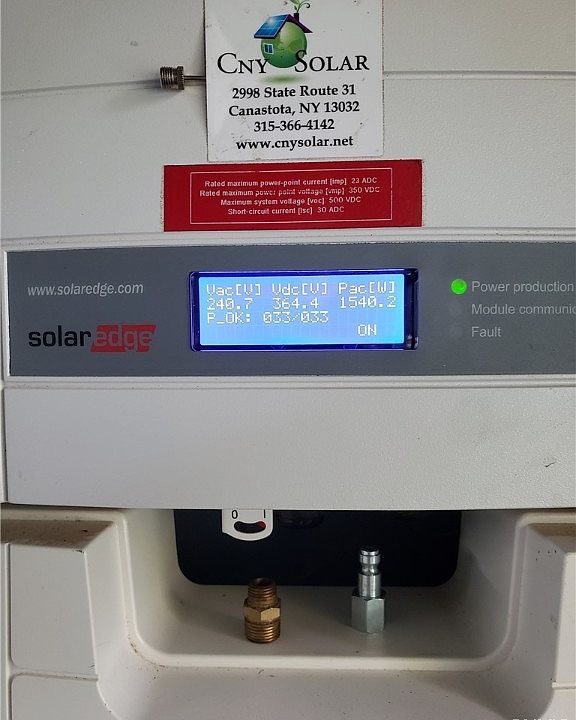 CNY SOLAR
2998 State Route 31
Canastota, NY 13032
315-366-4142
www.cnysolar.net
Rated maximum power-point current [imp] 23 ADC
Rated maximum power point voltage [vmp] 350 VDC
Maximum system voltage [voc] 500 VDC
Short-circuit current [Isc] 30 ADC
www.solaredge.com
solaredge
Vac[V] Vdc[V] Pac[W]
240.7 364.4 1540.2
P_OK: 033/033
ON
Power production
Module communic
Fault
0 I